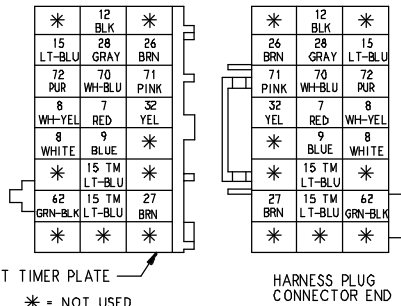 ✳ 12 BLK ✳
15 LT-BLU 28 GRAY 26 BRN
72 PUR 70 WH-BLU 71 PINK
8 WH-YEL 7 RED 32 YEL
8 WHITE 9 BLUE ✳
✳ 15 TM LT-BLU ✳
62 GRN-BLK 15 TM LT-BLU 27 BRN
✳ ✳ ✳
T TIMER PLATE
✳ = NOT USED
✳ 12 BLK ✳
26 BRN 28 GRAY 15 LT-BLU
71 PINK 70 WH-BLU 72 PUR
32 YEL 7 RED 8 WH-YEL
✳ 9 BLUE 8 WHITE
✳ 15 TM LT-BLU ✳
27 BRN 15 TM LT-BLU 62 GRN-BLK
✳ ✳ ✳
HARNESS PLUG
CONNECTOR END